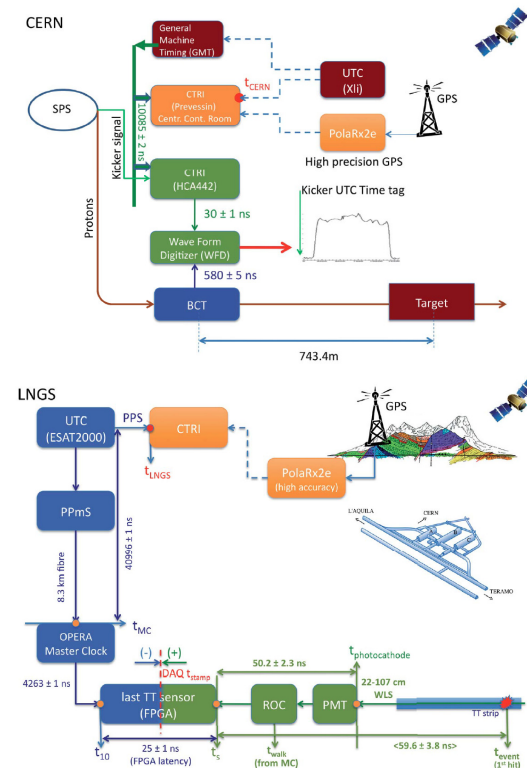 CERN
General
Machine
Timing (GMT)
CTRI
(Prevessin)
Centr. Cont. Room
tCERN
UTC
(Xli)
GPS
SPS
Kicker signal
10085 ± 2 ns
PolaRx2e
High precision GPS
CTRI
(HCA442)
Kicker UTC Time tag
30 ± 1 ns
Protons
Wave Form
Digitizer (WFD)
580 ± 5 ns
BCT
Target
743.4m
LNGS
UTC
(ESAT2000)
PPS
CTRI
GPS
tLNGS
PolaRx2e
(high accuracy)
PPmS
40996 ± 1 ns
8.3 km fibre
L'AQUILA
CERN
TERAMO
tMC
OPERA
Master Clock
(-)
(+)
DAQ tstamp
tphotocathode
4263 ± 1 ns
50.2 ± 2.3 ns
22-107 cm
WLS
last TT sensor
(FPGA)
ROC
PMT
TT strip
t10
25 ± 1 ns
(FPGA latency)
ts
twalk
(from MC)
<59.6 ± 3.8 ns>
tevent
(1st hit)